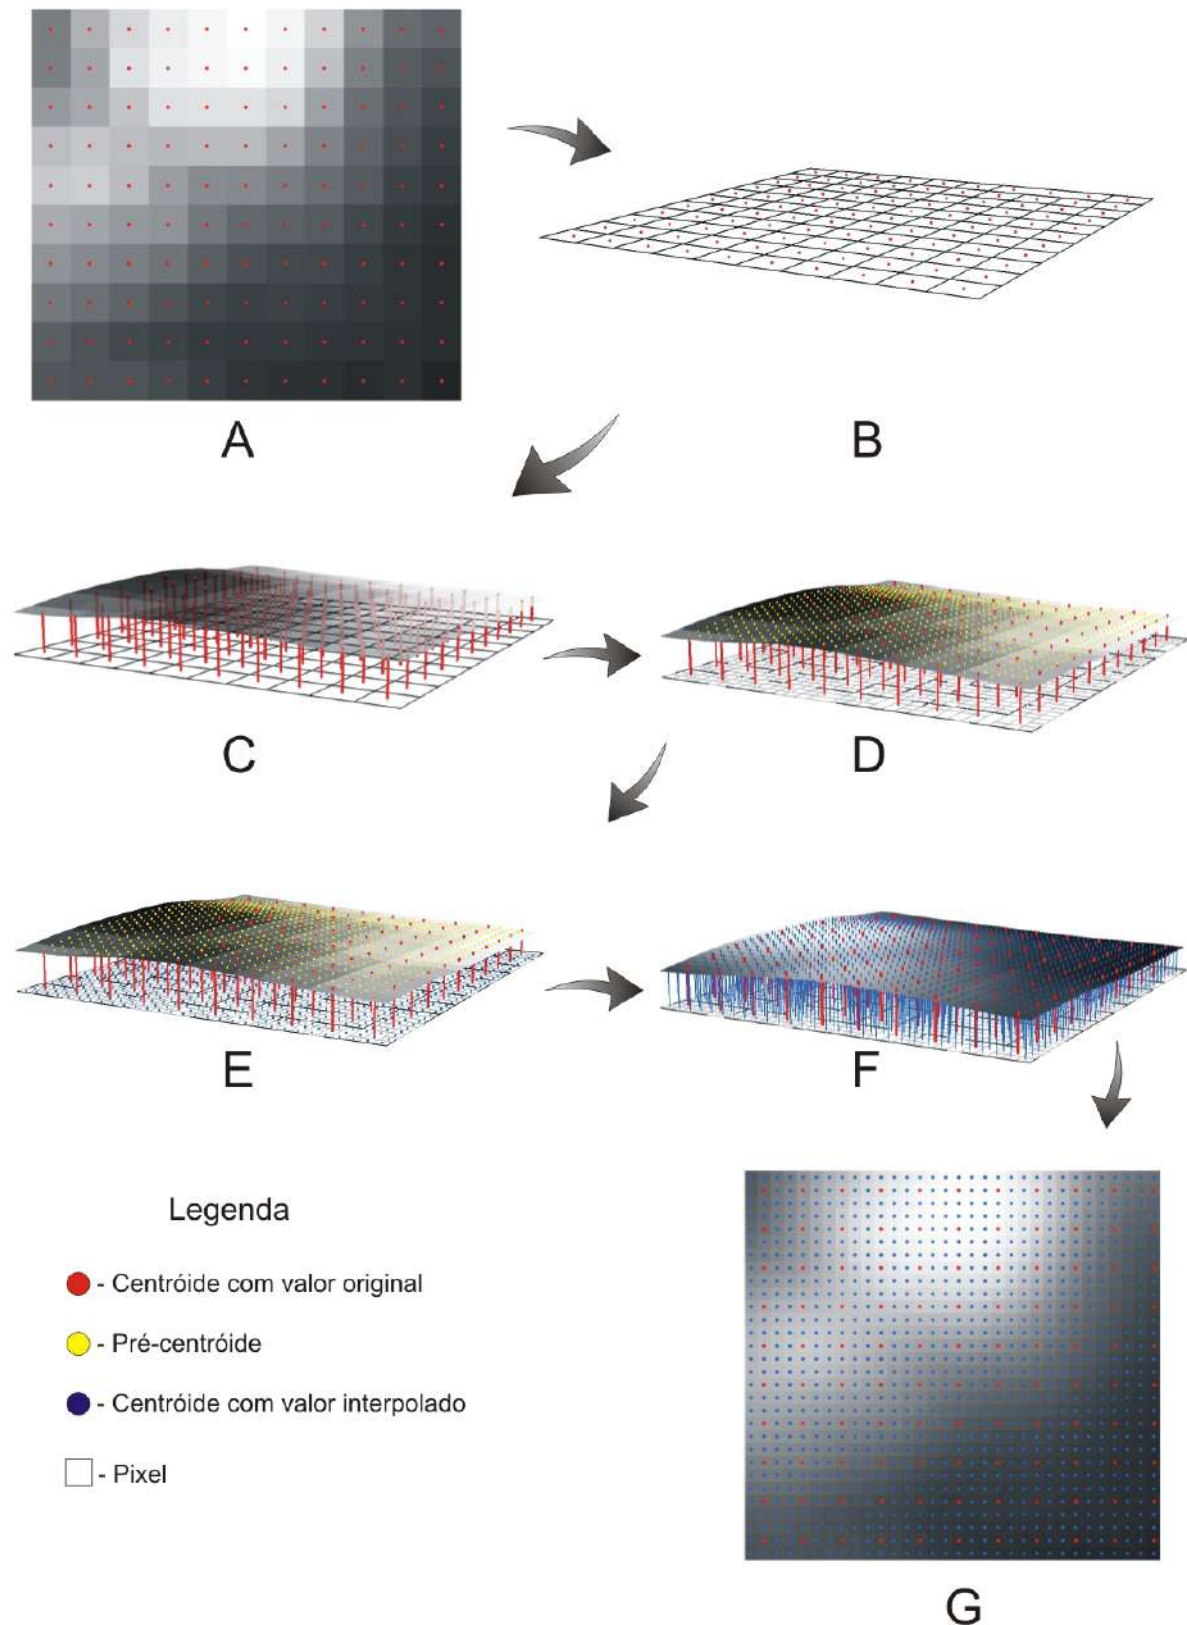 A
B
C
D
E
F
Legenda
- Centróide com valor original
- Pré-centróide
- Centróide com valor interpolado
- Pixel
G